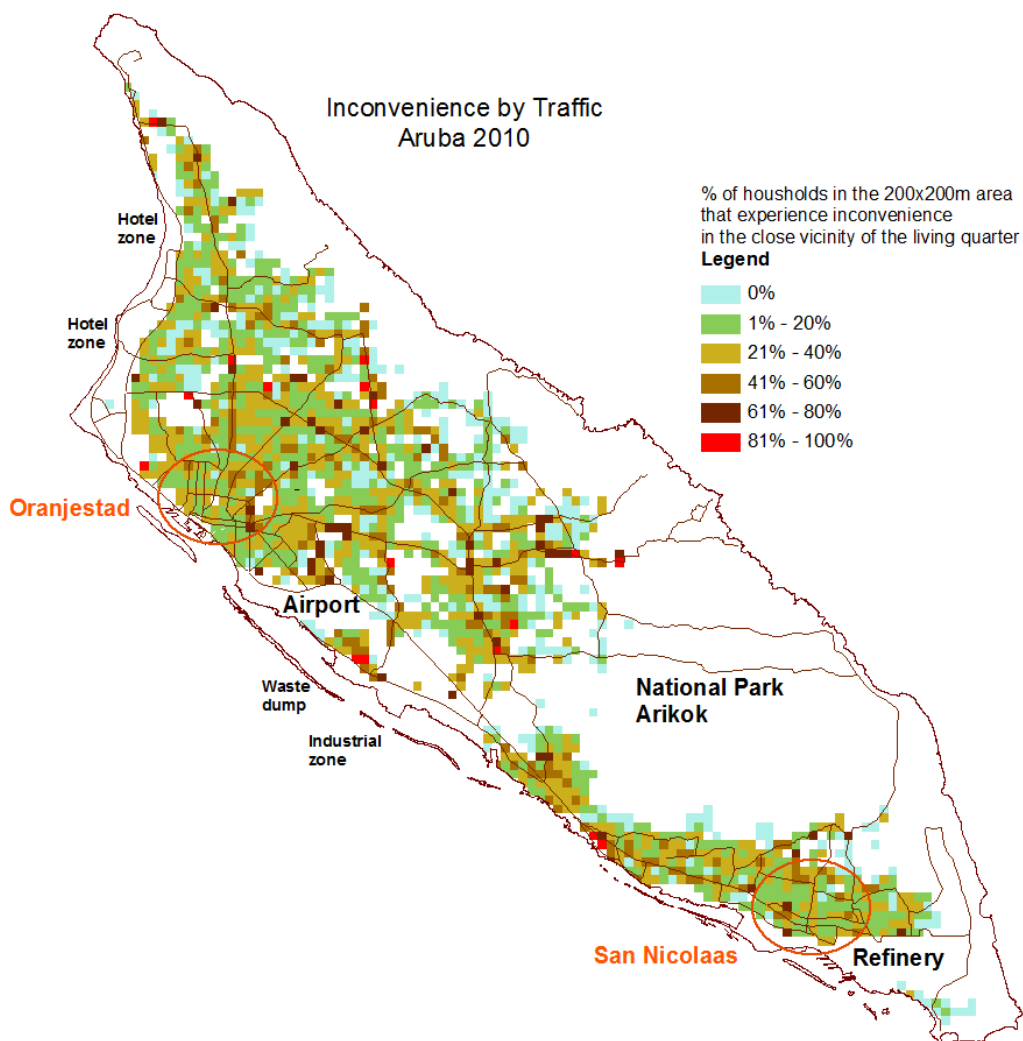 Inconvenience by Traffic
Aruba 2010
% of housholds in the 200x200m area
that experience inconvenience
in the close vicinity of the living quarter
Legend
0%
1% - 20%
21% - 40%
41% - 60%
61% - 80%
81% - 100%
Hotel
zone
Hotel
zone
Oranjestad
Airport
Waste
dump
Industrial
zone
National Park
Arikok
San Nicolaas
Refinery